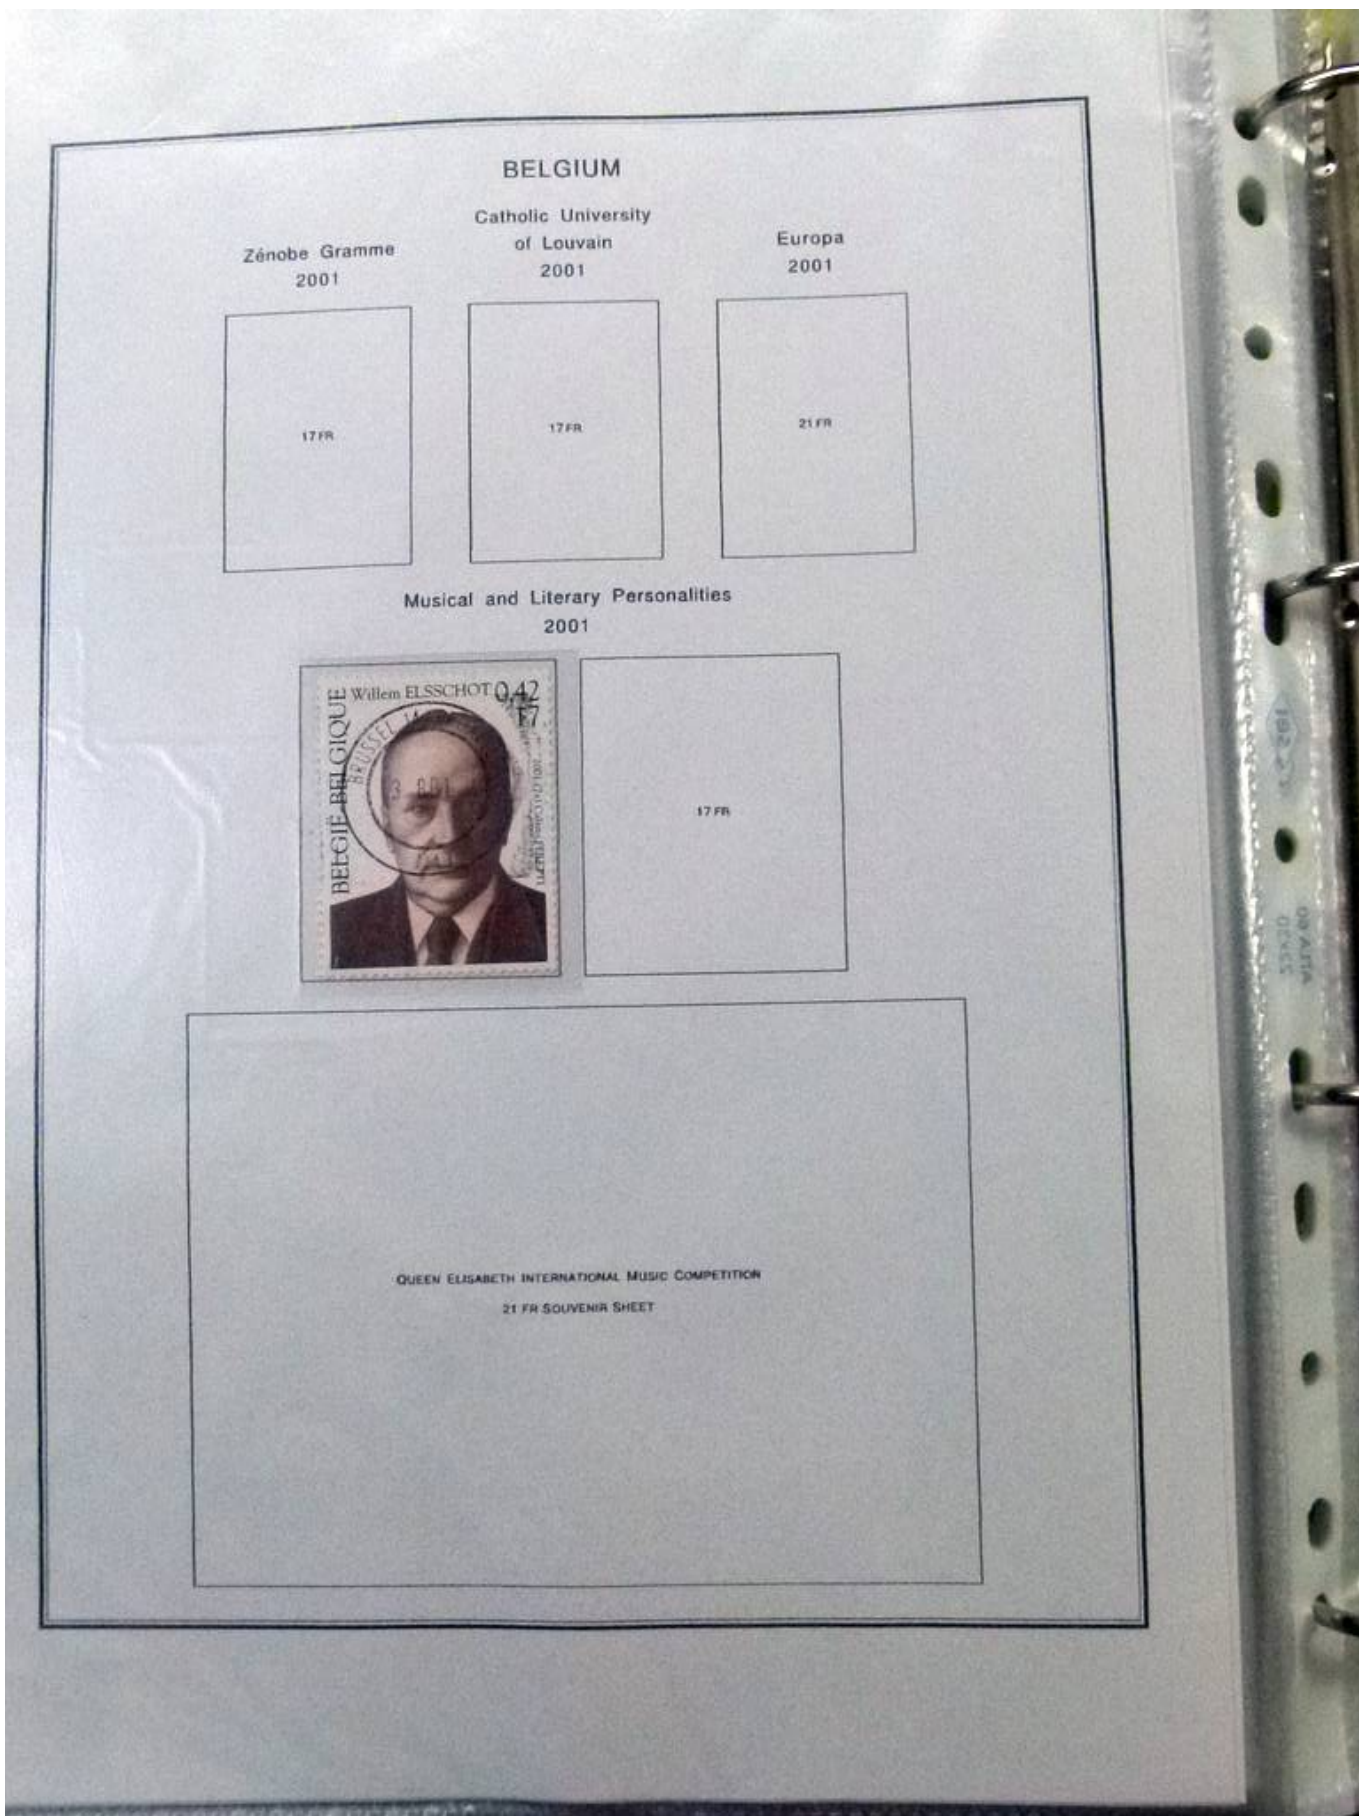 BELGIUM
Zénobe Gramme
2001
Catholic University
of Louvain
2001
Europa
2001
17 FR
17 FR
21 FR
Musical and Literary Personalities
2001
Willem ELSSCHOT 0,42
17
BELGIË-BELGIQUE
BRUSSEL
17 FR
QUEEN ELISABETH INTERNATIONAL MUSIC COMPETITION
21 FR SOUVENIR SHEET